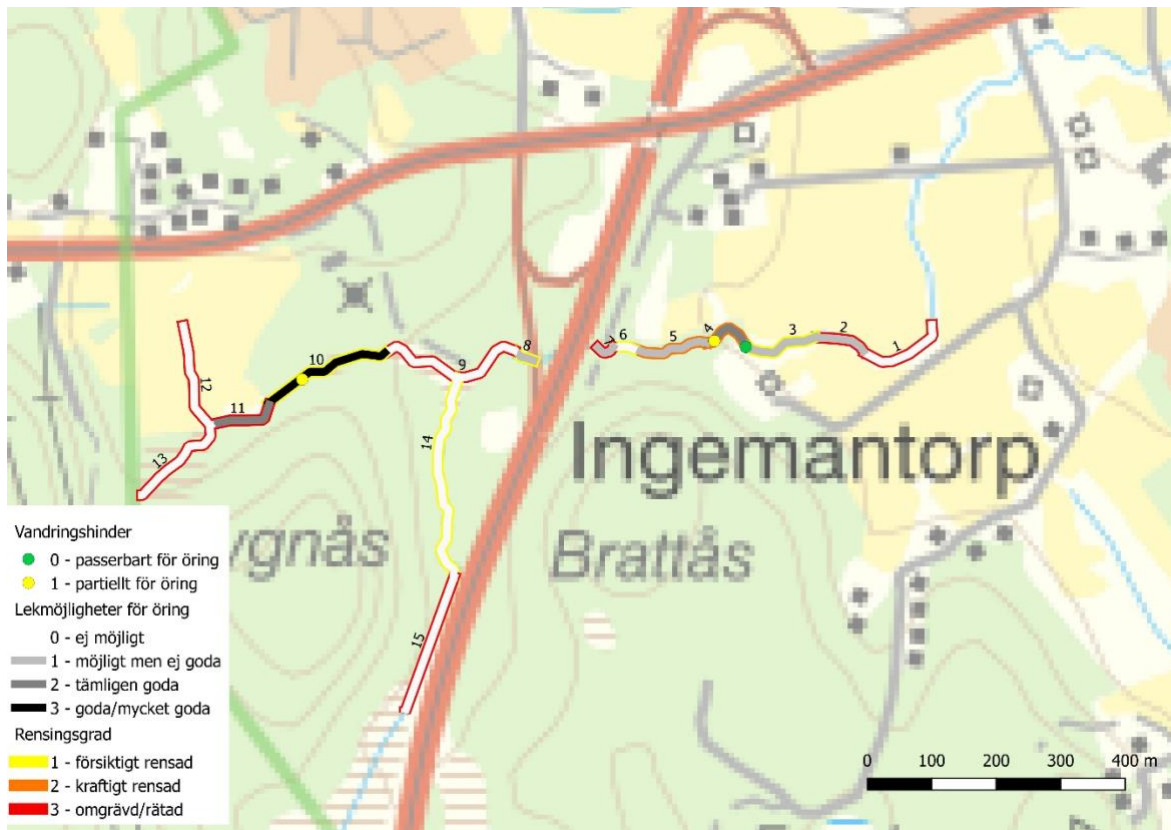 1
2
3
4
5
6
7
8
9
10
11
12
13
14
15
Ingemantorp
ygnås
Brattås
Vandringshinder
0 - passerbart för öring
1 - partiellt för öring
Lekmöjligheter för öring
0 - ej möjligt
1 - möjligt men ej goda
2 - tämligen goda
3 - goda/mycket goda
Rensingsgrad
1 - försiktigt rensad
2 - kraftigt rensad
3 - omgrävd/rätad
0 100 200 300 400 m